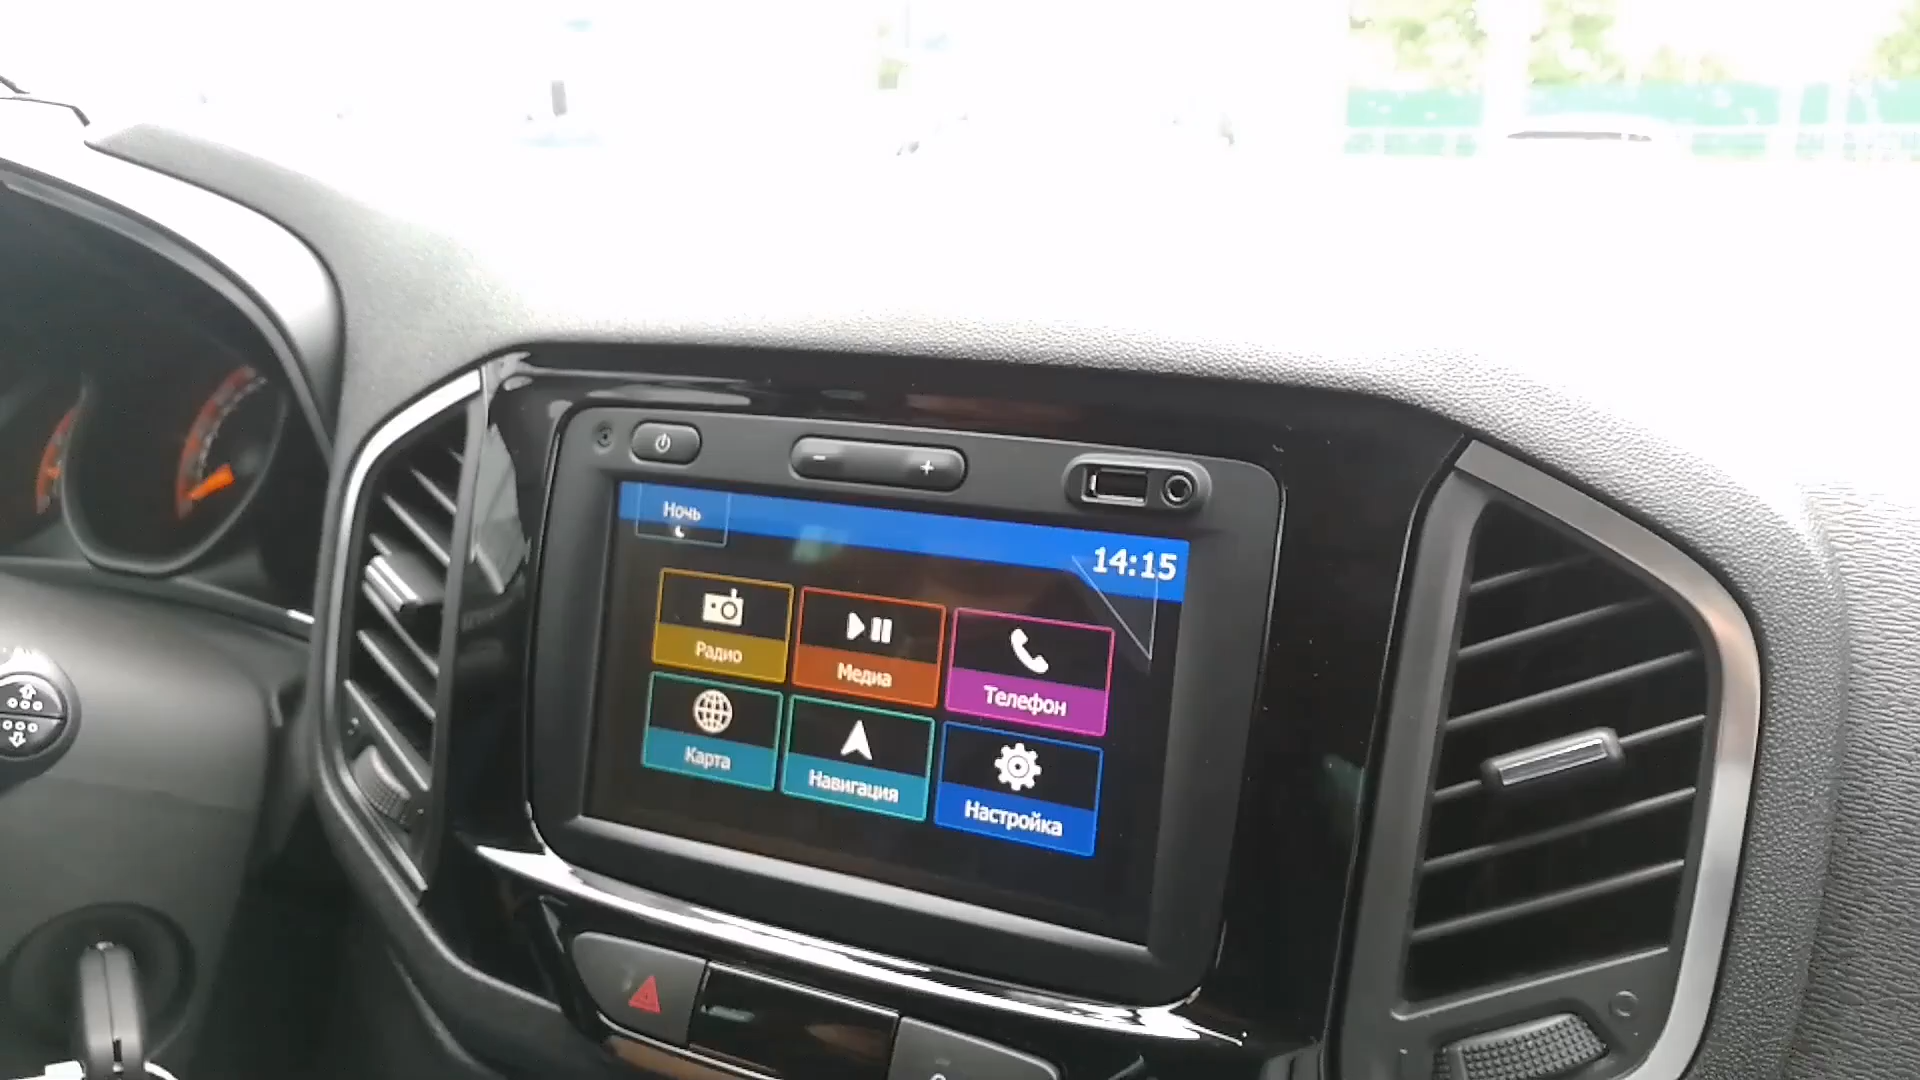 Ночь
14:15
Радио
Медиа
Телефон
Карта
Навигация
Настройка